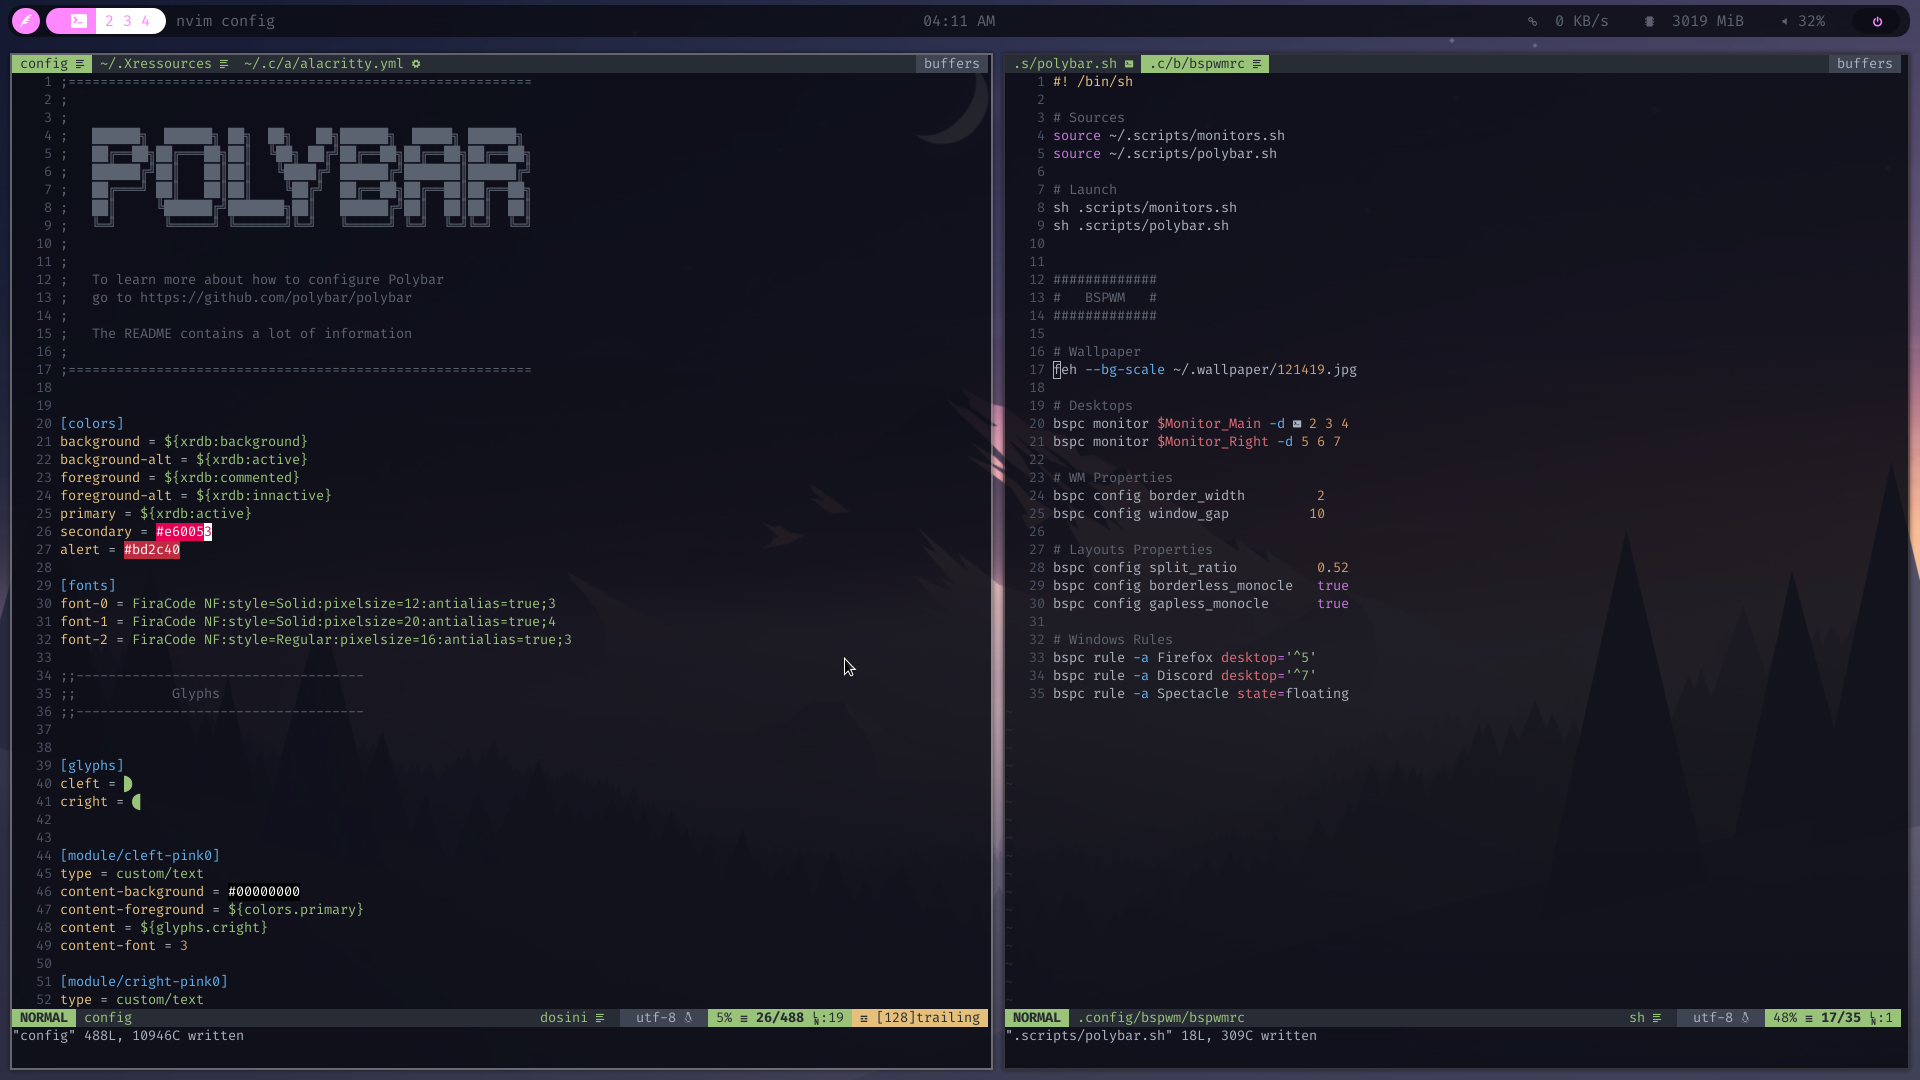 2 3 4 nvim config 04:11 AM 0 KB/s 3019 MiB 32%
config ~/.Xressources ~/.c/a/alacritty.yml buffers
1 ;==========================================================
2 ;
3 ;
4 ;
5 ;
6 ;
7 ;
8 ;
9 ;
POLYBAR
10 ;
11 ;
12 ;   To learn more about how to configure Polybar
13 ;   go to https://github.com/polybar/polybar
14 ;
15 ;   The README contains a lot of information
16 ;
17 ;==========================================================
18
19
20 [colors]
21 background = ${xrdb:background}
22 background-alt = ${xrdb:active}
23 foreground = ${xrdb:commented}
24 foreground-alt = ${xrdb:innactive}
25 primary = ${xrdb:active}
26 secondary = #e60053
27 alert = #bd2c40
28
29 [fonts]
30 font-0 = FiraCode NF:style=Solid:pixelsize=12:antialias=true;3
31 font-1 = FiraCode NF:style=Solid:pixelsize=20:antialias=true;4
32 font-2 = FiraCode NF:style=Regular:pixelsize=16:antialias=true;3
33
34 ;;------------------------------------
35 ;;            Glyphs
36 ;;------------------------------------
37
38
39 [glyphs]
40 cleft =
41 cright =
42
43
44 [module/cleft-pink0]
45 type = custom/text
46 content-background = #00000000
47 content-foreground = ${colors.primary}
48 content = ${glyphs.cright}
49 content-font = 3
50
51 [module/cright-pink0]
52 type = custom/text
NORMAL config dosini utf-8 5% 26/488 :19 [128]trailing
"config" 488L, 10946C written
.s/polybar.sh .c/b/bspwmrc buffers
1 #! /bin/sh
2
3 # Sources
4 source ~/.scripts/monitors.sh
5 source ~/.scripts/polybar.sh
6
7 # Launch
8 sh .scripts/monitors.sh
9 sh .scripts/polybar.sh
10
11
12 #############
13 #   BSPWM   #
14 #############
15
16 # Wallpaper
17 feh --bg-scale ~/.wallpaper/121419.jpg
18
19 # Desktops
20 bspc monitor $Monitor_Main -d 2 3 4
21 bspc monitor $Monitor_Right -d 5 6 7
22
23 # WM Properties
24 bspc config border_width         2
25 bspc config window_gap          10
26
27 # Layouts Properties
28 bspc config split_ratio          0.52
29 bspc config borderless_monocle   true
30 bspc config gapless_monocle      true
31
32 # Windows Rules
33 bspc rule -a Firefox desktop='^5'
34 bspc rule -a Discord desktop='^7'
35 bspc rule -a Spectacle state=floating
NORMAL .config/bspwm/bspwmrc sh utf-8 48% 17/35 :1
".scripts/polybar.sh" 18L, 309C written